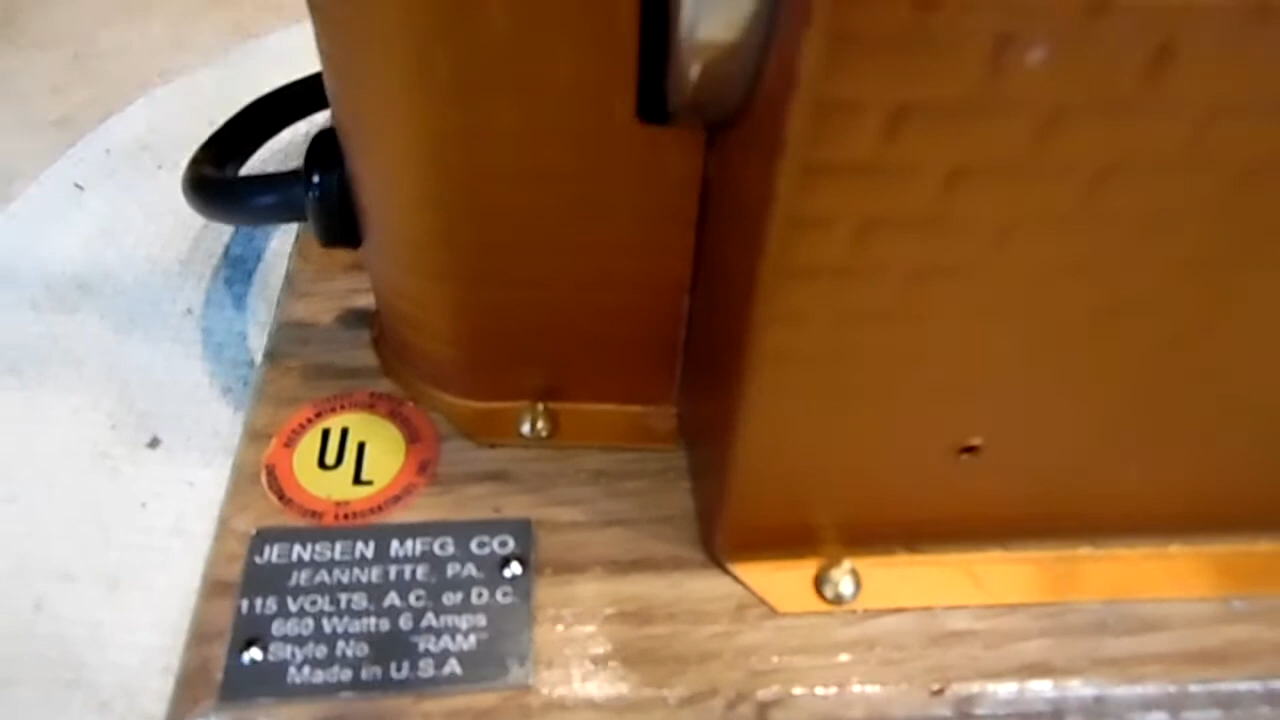 UL
JENSEN MFG. CO.
JEANNETTE, PA.
115 VOLTS, A.C. or D.C.
660 Watts 6 Amps
Style No. "RAM"
Made in U.S.A